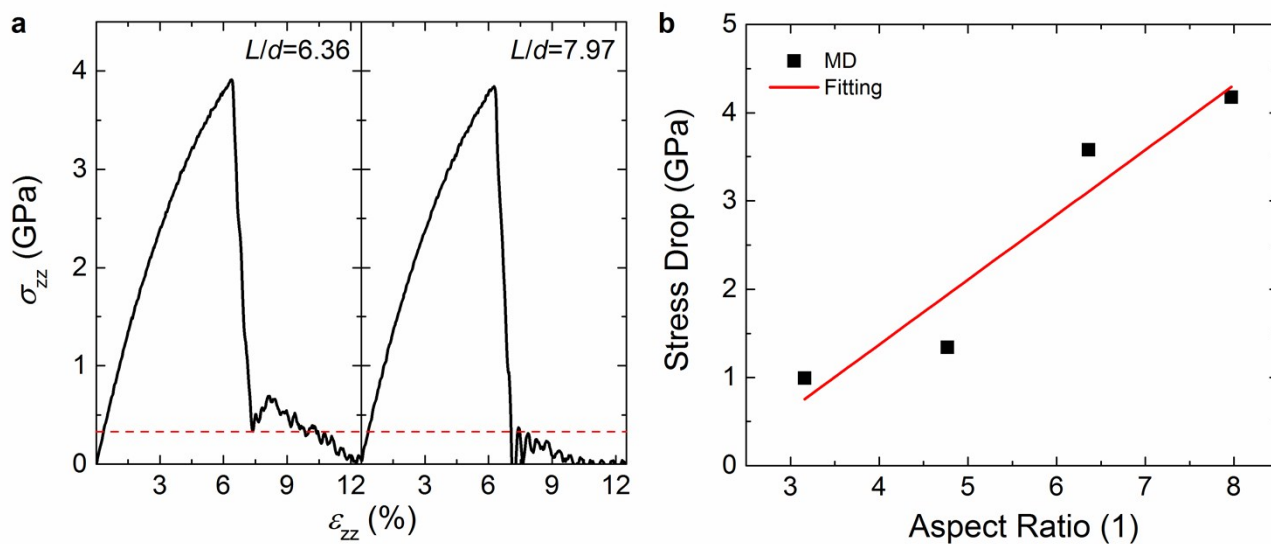 a
L/d=6.36
L/d=7.97
4
3
2
1
0
σzz (GPa)
3 6 9 12 3 6 9 12
εzz (%)
b
MD
Fitting
5
4
3
2
1
0
Stress Drop (GPa)
3 4 5 6 7 8
Aspect Ratio (1)